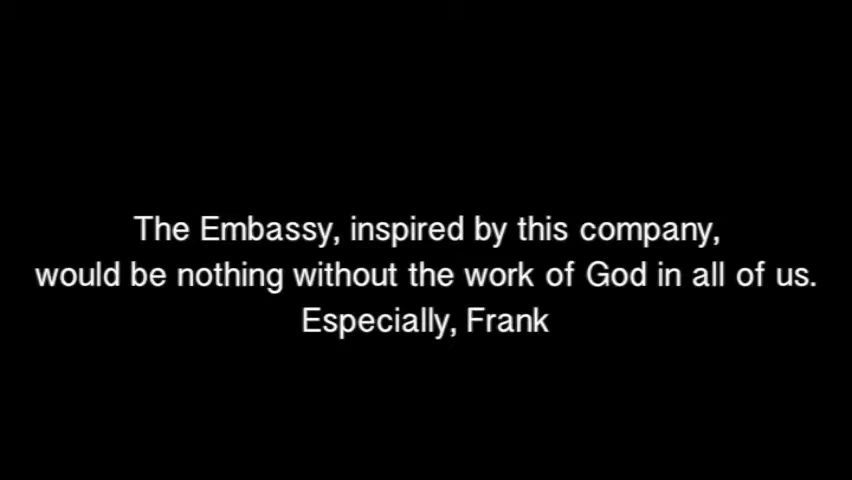 The Embassy, inspired by this company,
would be nothing without the work of God in all of us.
Especially, Frank